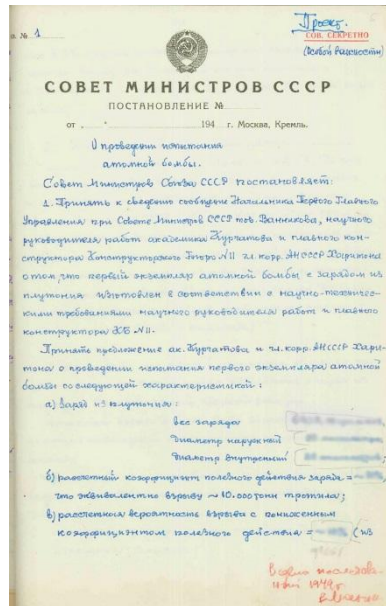 Проект.
СОВ. СЕКРЕТНО
(Особой важности)
№ 1
СОВЕТ МИНИСТРОВ СССР
ПОСТАНОВЛЕНИЕ №
от „ “ 194 г. Москва, Кремль.
О проведении испытания
атомной бомбы.
Совет Министров Союза ССР постановляет:
1. Принять к сведению сообщение Начальника Первого Главного
Управления при Совете Министров СССР тов. Ванникова, научного
руководителя работ академика Курчатова и главного кон-
структора Конструкторского Бюро №11 чл. корр. АН СССР Харитона
о том, что первый экземпляр атомной бомбы с зарядом из
плутония изготовлен в соответствии с научно-техничес-
кими требованиями научного руководителя работ и главного
конструктора КБ №11.
Принять предложение ак. Курчатова и чл. корр. АН СССР Хари-
тона о проведении испытания первого экземпляра атомной
бомбы со следующей характеристикой:
а) Заряд из плутония:
вес заряда
диаметр наружный
диаметр внутренний
б) расчетный коэффициент полезного действия заряда =
что эквивалентно взрыву ~ 10.000 тонн тротила;
в) расчетная вероятность взрыва с пониженным
коэффициентом полезного действия = (из
1949 г.